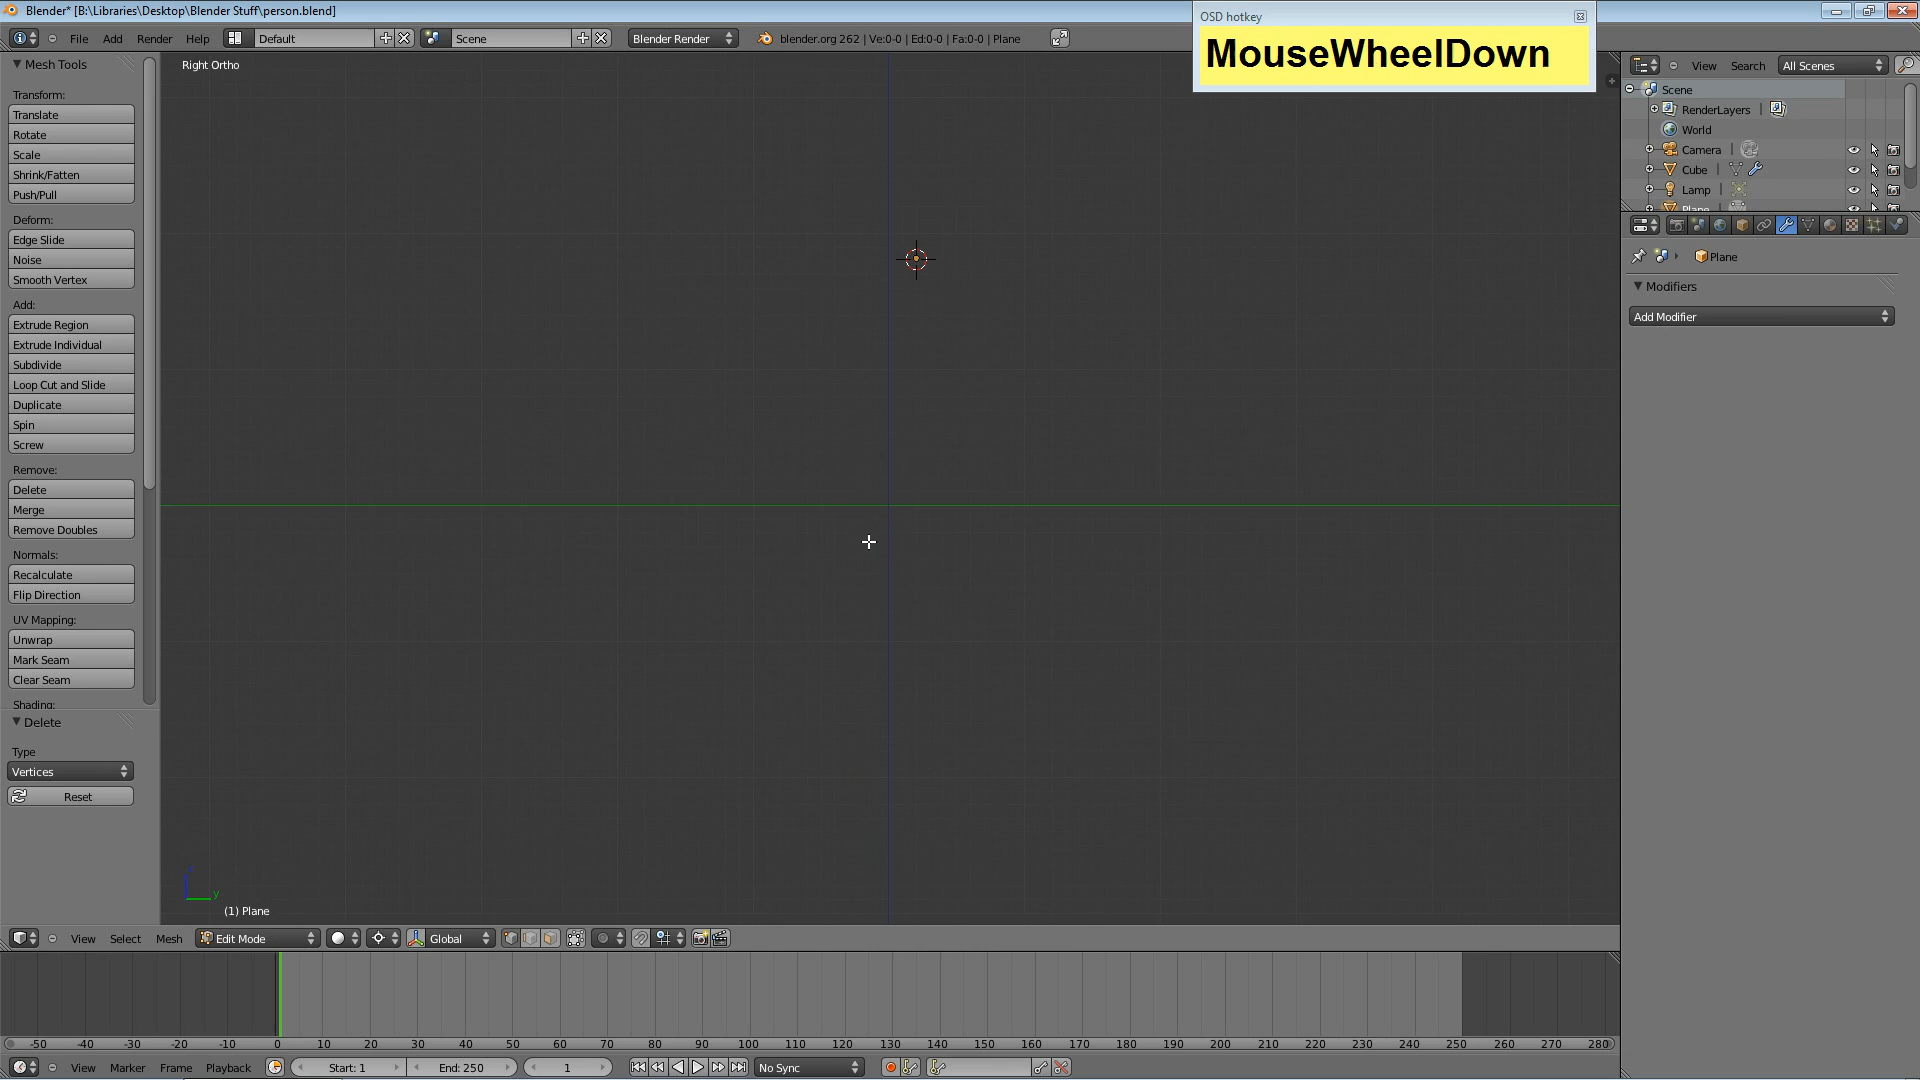 Blender* [B:\Libraries\Desktop\Blender Stuff\person.blend]
OSD hotkey
MouseWheelDown
File Add Render Help Default Scene Blender Render blender.org 262 | Ve:0-0 | Ed:0-0 | Fa:0-0 | Plane
Mesh Tools
Transform:
Translate
Rotate
Scale
Shrink/Fatten
Push/Pull
Deform:
Edge Slide
Noise
Smooth Vertex
Add:
Extrude Region
Extrude Individual
Subdivide
Loop Cut and Slide
Duplicate
Spin
Screw
Remove:
Delete
Merge
Remove Doubles
Normals:
Recalculate
Flip Direction
UV Mapping:
Unwrap
Mark Seam
Clear Seam
Shading:
Delete
Type
Vertices
Reset
Right Ortho
y
(1) Plane
View Search All Scenes
Scene
RenderLayers |
World
Camera |
Cube |
Lamp |
Plane
Plane
Modifiers
Add Modifier
View Select Mesh Edit Mode Global
-50 -40 -30 -20 -10 0 10 20 30 40 50 60 70 80 90 100 110 120 130 140 150 160 170 180 190 200 210 220 230 240 250 260 270 280
View Marker Frame Playback Start: 1 End: 250 1 No Sync